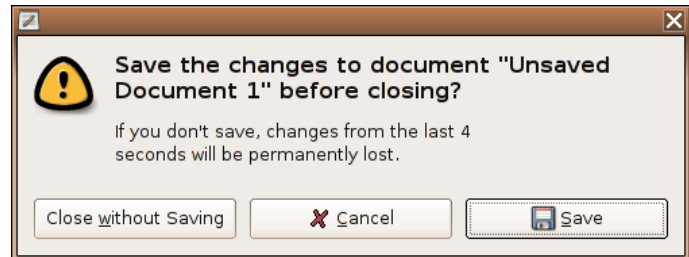 Save the changes to document "Unsaved
Document 1" before closing?
If you don't save, changes from the last 4
seconds will be permanently lost.
Close without Saving
Cancel
Save